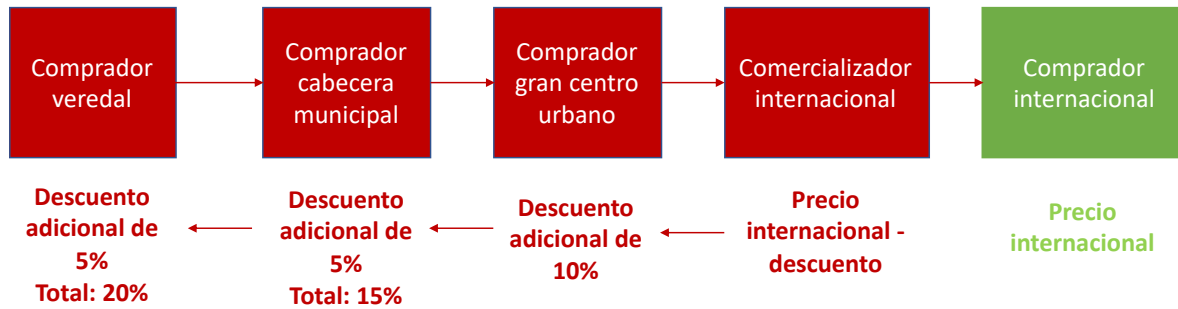 Comprador
veredal
Comprador
cabecera
municipal
Comprador
gran centro
urbano
Comercializador
internacional
Comprador
internacional
Descuento
adicional de
5%
Total: 20%
Descuento
adicional de
5%
Total: 15%
Descuento
adicional de
10%
Precio
internacional -
descuento
Precio
internacional